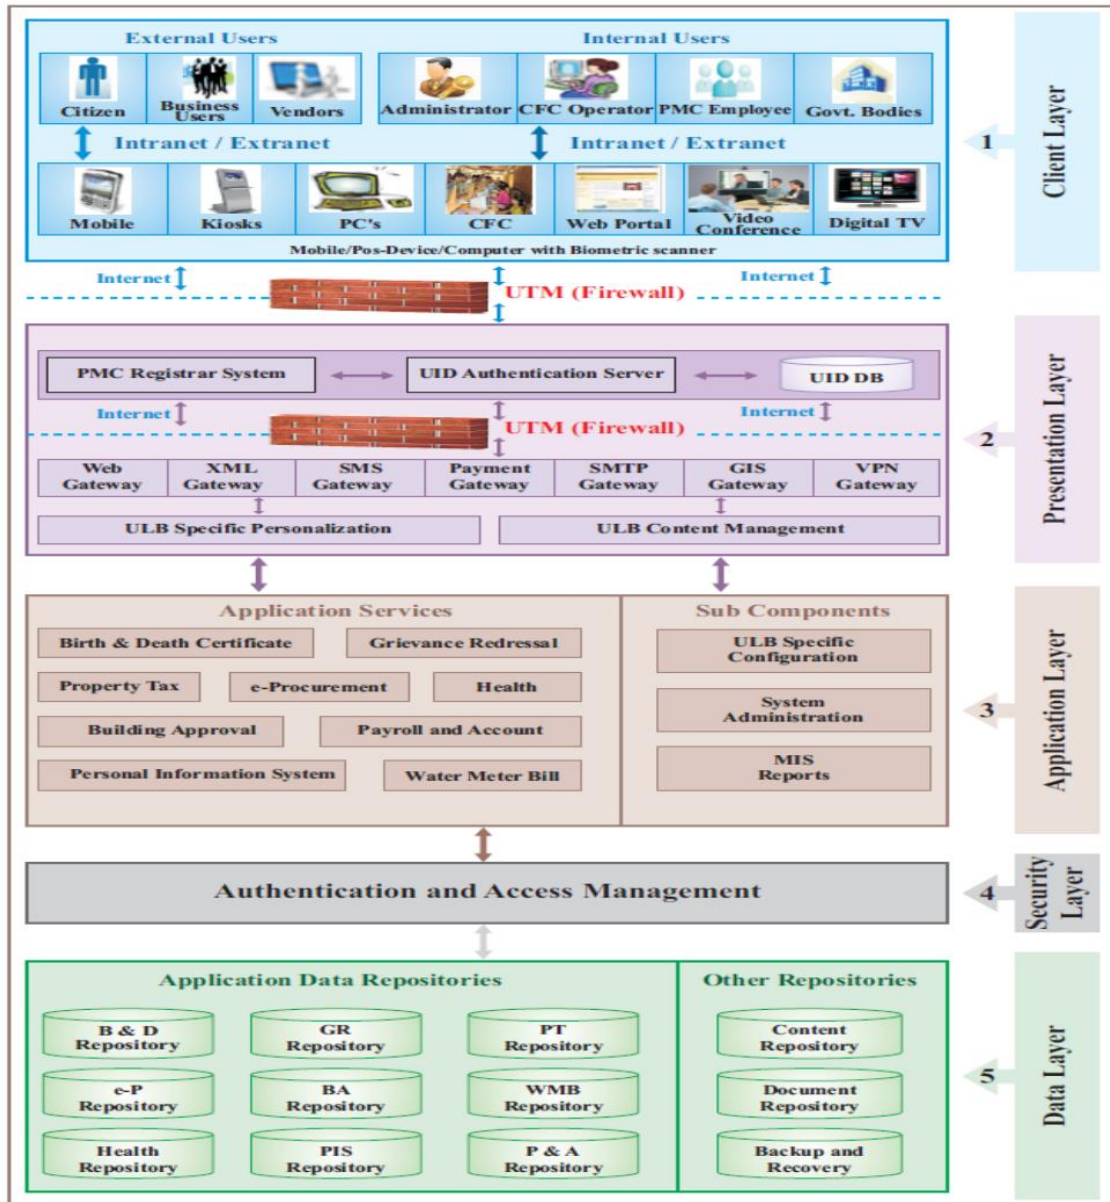 External Users
Internal Users
Citizen
Business
Users
Vendors
Administrator
CFC Operator
PMC Employee
Govt. Bodies
Intranet / Extranet
Intranet / Extranet
Mobile
Kiosks
PC's
CFC
Web Portal
Video
Conference
Digital TV
Mobile/Pos-Device/Computer with Biometric scanner
1
Client Layer
Internet
UTM (Firewall)
Internet
PMC Registrar System
UID Authentication Server
UID DB
Internet
UTM (Firewall)
Internet
Web
Gateway
XML
Gateway
SMS
Gateway
Payment
Gateway
SMTP
Gateway
GIS
Gateway
VPN
Gateway
ULB Specific Personalization
ULB Content Management
2
Presentation Layer
Application Services
Birth & Death Certificate
Grievance Redressal
Property Tax
e-Procurement
Health
Building Approval
Payroll and Account
Personal Information System
Water Meter Bill
Sub Components
ULB Specific
Configuration
System
Administration
MIS
Reports
3
Application Layer
Authentication and Access Management
4
Security
Layer
Application Data Repositories
B & D
Repository
GR
Repository
PT
Repository
e-P
Repository
BA
Repository
WMB
Repository
Health
Repository
PIS
Repository
P & A
Repository
Other Repositories
Content
Repository
Document
Repository
Backup and
Recovery
5
Data Layer